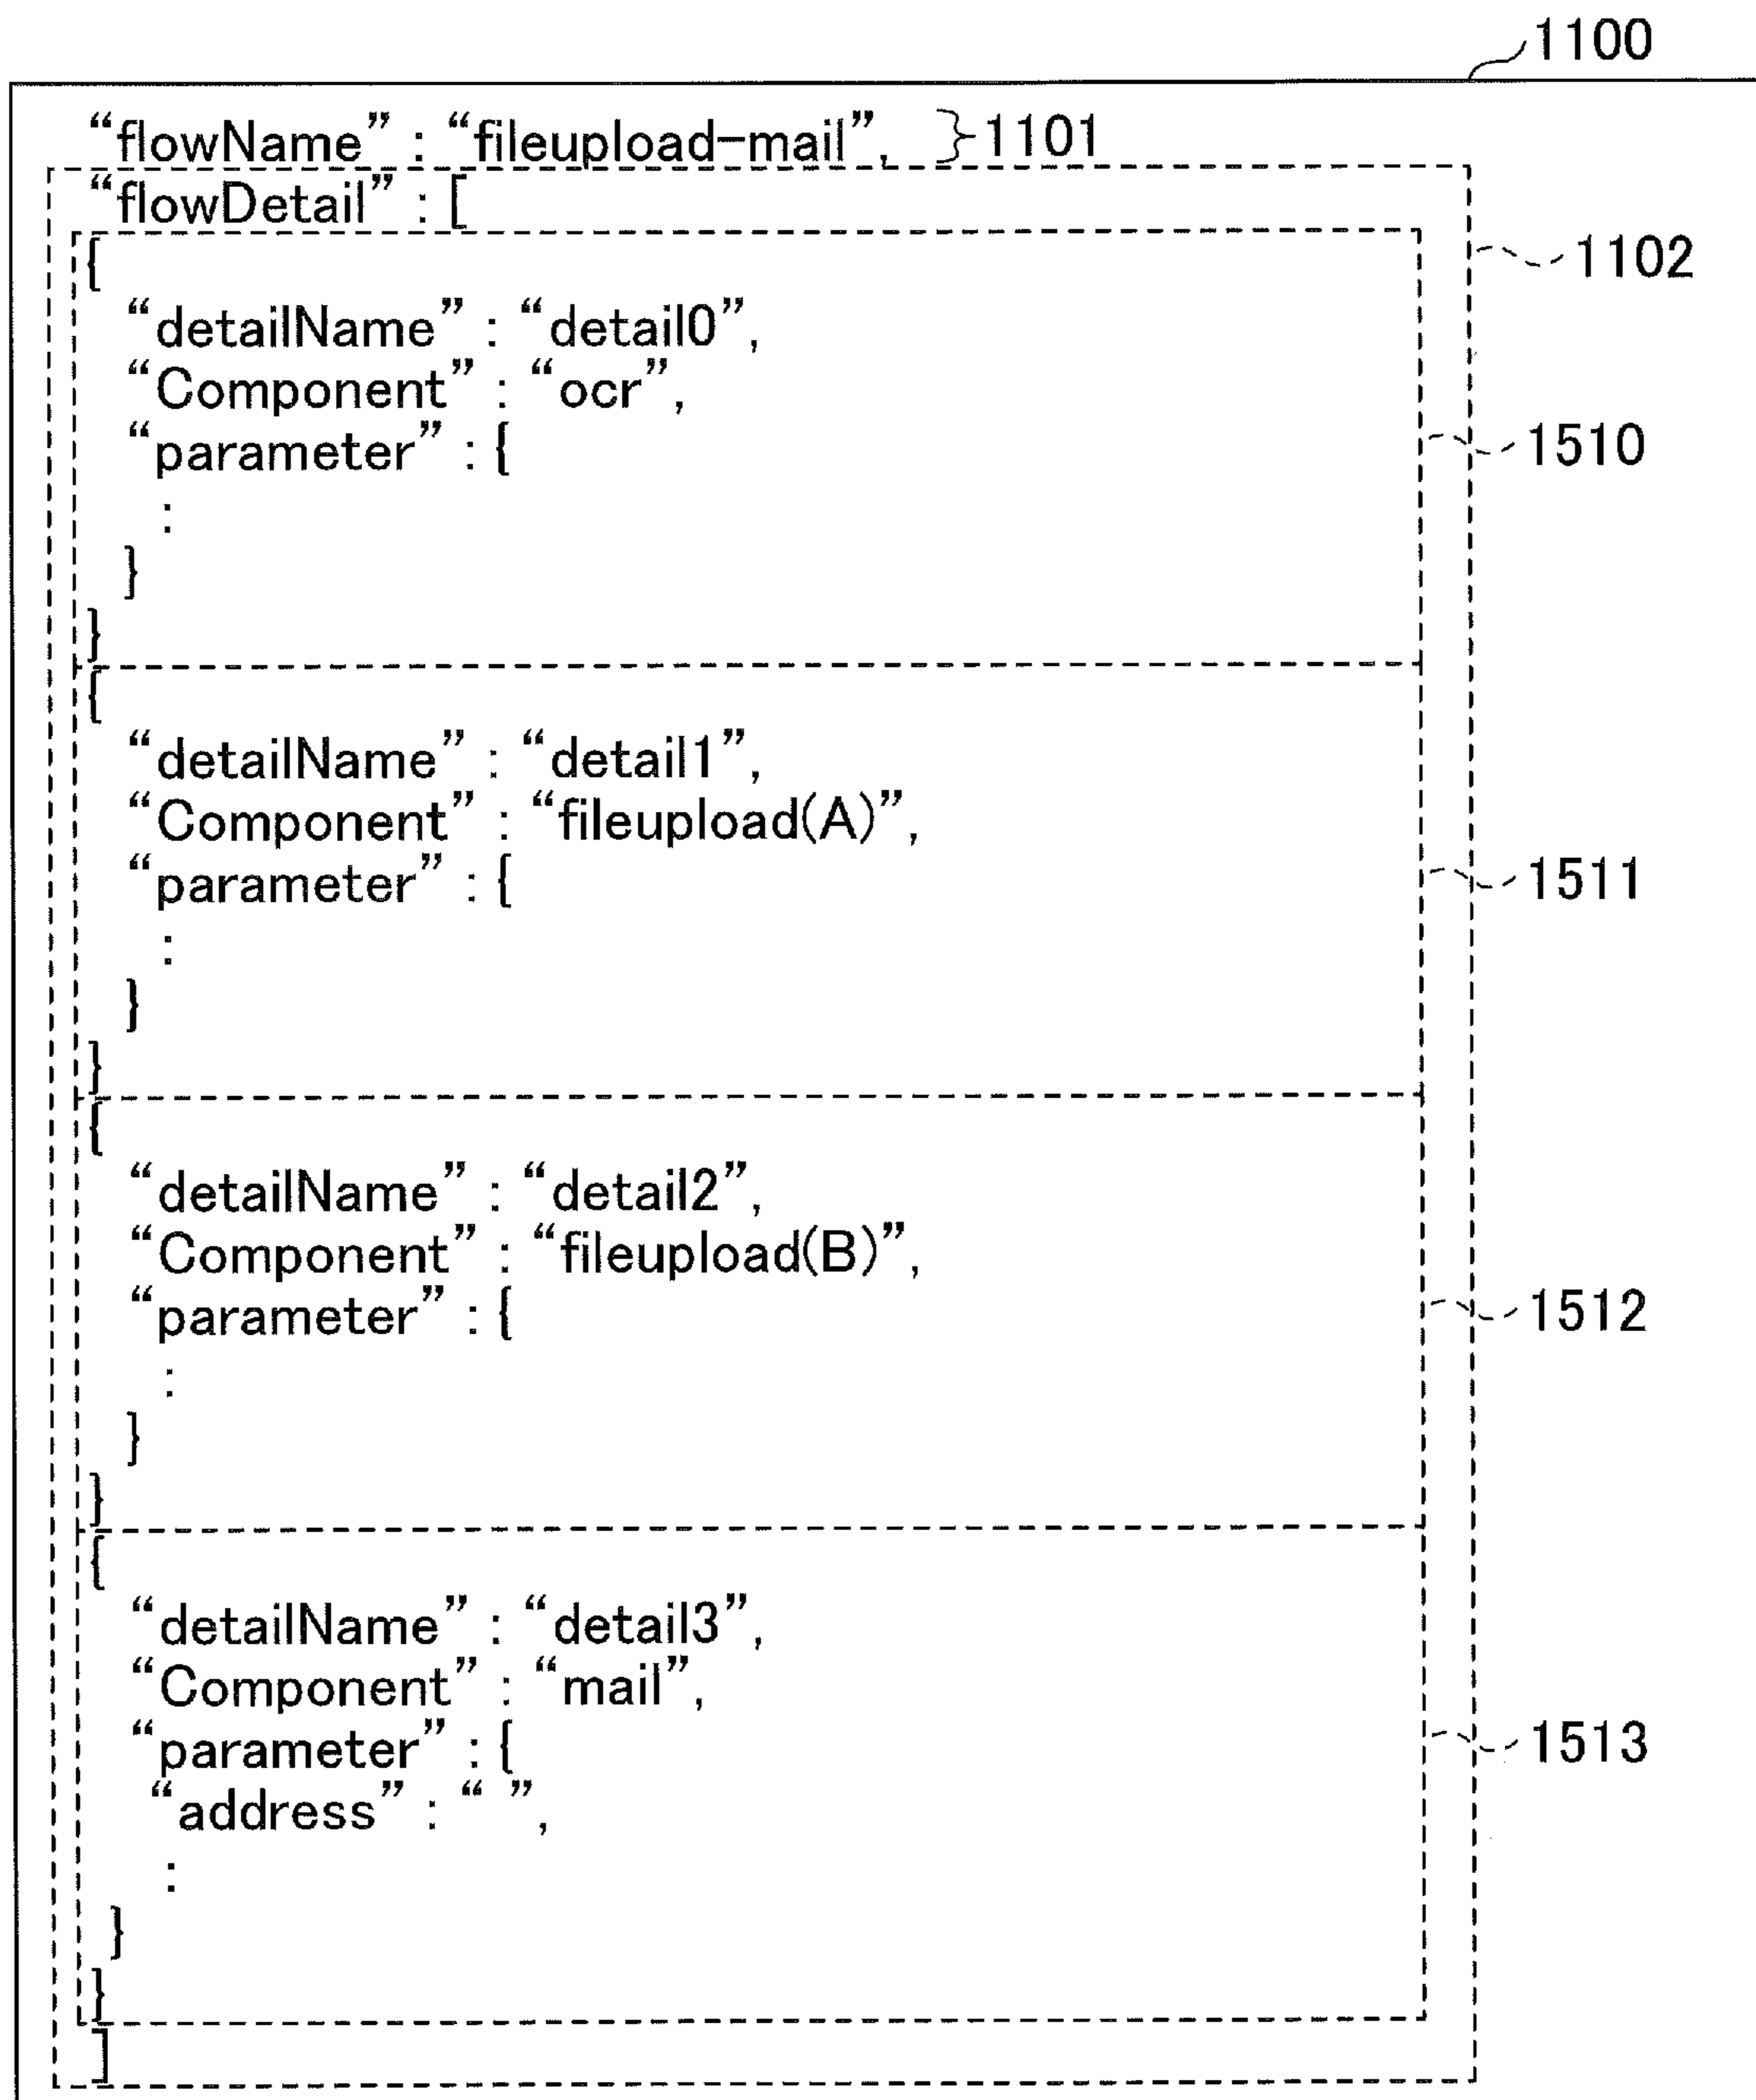 1100
“flowName” : “fileupload-mail”, }1101
“flowDetail” : [
1102
{
“detailName” : “detail0”,
“Component” : “ocr”,
“parameter” : {
1510
:
}
}
{
“detailName” : “detail1”,
“Component” : “fileupload(A)”,
“parameter” : {
1511
:
}
}
{
“detailName” : “detail2”,
“Component” : “fileupload(B)”,
“parameter” : {
1512
:
}
}
{
“detailName” : “detail3”,
“Component” : “mail”,
“parameter” : {
1513
“address” : “ ”,
:
}
}
]